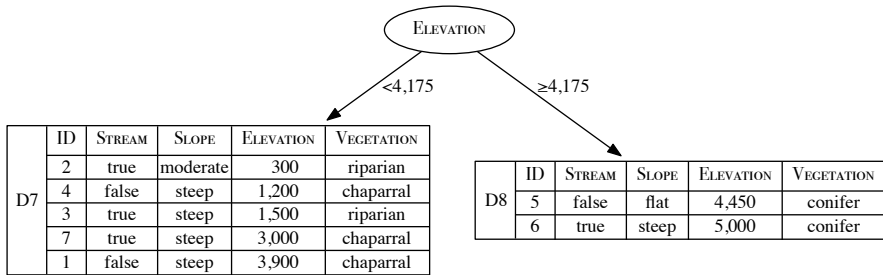 ELEVATION
<4,175
≥4,175
D7
ID STREAM SLOPE ELEVATION VEGETATION
2 true moderate 300 riparian
4 false steep 1,200 chaparral
3 true steep 1,500 riparian
7 true steep 3,000 chaparral
1 false steep 3,900 chaparral
D8
ID STREAM SLOPE ELEVATION VEGETATION
5 false flat 4,450 conifer
6 true steep 5,000 conifer